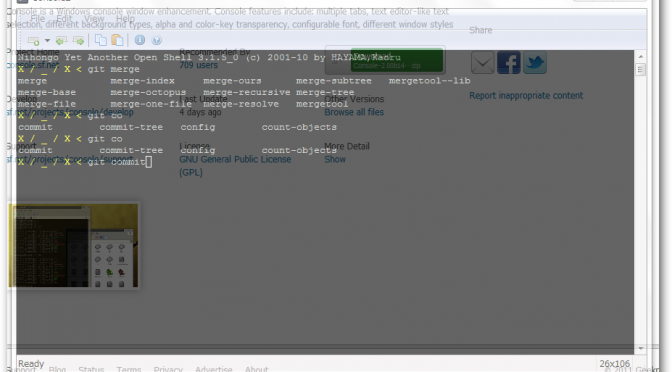 Console is a Windows console window enhancement. Console features include: multiple tabs, text editor-like text
File Edit View Help
selection, different background types, alpha and color-key transparency, configurable font, different window styles
Share
Project Home
Recommended By
709 users
Nihongo Yet Another Open Shell 3.1.5_0 (c) 2001-10 by HAYAMA,Kaoru
X / _ / X < git merge
merge merge-index merge-ours merge-subtree mergetool--lib
merge-base merge-octopus merge-recursive merge-tree
merge-file merge-one-file merge-resolve mergetool
Report inappropriate content
Develop
Last Update
Other Versions
4 days ago
Browse all files
X / _ / X < git co
commit commit-tree config count-objects
X / _ / X < git co
Support
License
More Detail
commit commit-tree config count-objects
X / _ / X < git commit
GNU General Public License
(GPL)
Show
Ready
26x106
Support Blog Status Terms Privacy Advertise About
© 2011